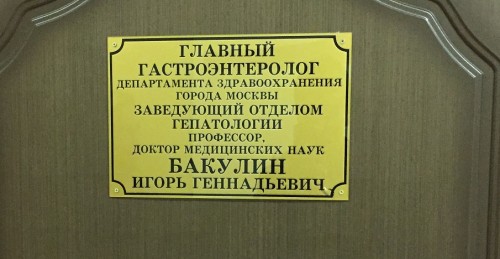 ГЛАВНЫЙ
ГАСТРОЭНТЕРОЛОГ
ДЕПАРТАМЕНТА ЗДРАВООХРАНЕНИЯ
ГОРОДА МОСКВЫ
ЗАВЕДУЮЩИЙ ОТДЕЛОМ
ГЕПАТОЛОГИИ
ПРОФЕССОР,
ДОКТОР МЕДИЦИНСКИХ НАУК
БАКУЛИН
ИГОРЬ ГЕННАДЬЕВИЧ